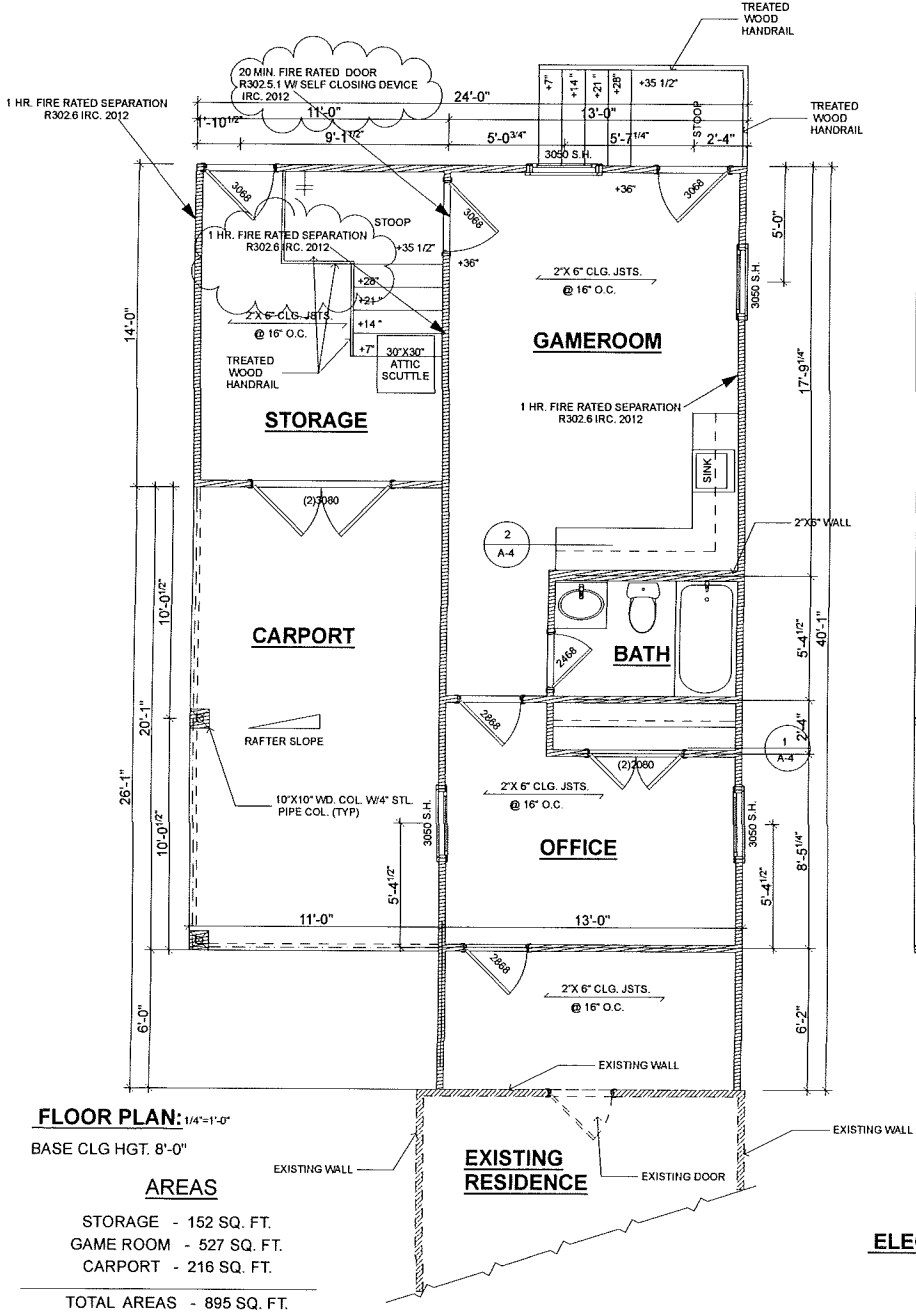 TREATED
WOOD
HANDRAIL
20 MIN. FIRE RATED DOOR
R302.5.1 W/ SELF CLOSING DEVICE
IRC. 2012
1 HR. FIRE RATED SEPARATION
R302.6 IRC. 2012
24'-0"
11'-0"
13'-0"
1'-10 1/2"
9'-1 1/2"
5'-0 3/4"
5'-7 1/4"
2'-4"
+7"
+14"
+21"
+28"
+35 1/2"
STOOP
TREATED
WOOD
HANDRAIL
3050 S.H.
3068
3068
3068
+36"
STOOP
1 HR. FIRE RATED SEPARATION
R302.6 IRC. 2012
+35 1/2"
+36"
+28"
+21"
+14"
+7"
2"X 6" CLG. JSTS.
@ 16" O.C.
2"X 6" CLG. JSTS.
@ 16" O.C.
5'-0"
3050 S.H.
14'-0"
GAMEROOM
TREATED
WOOD
HANDRAIL
30"X30"
ATTIC
SCUTTLE
17'-9 1/4"
1 HR. FIRE RATED SEPARATION
R302.6 IRC. 2012
STORAGE
SINK
(2)3080
2"X6" WALL
2
A-4
10'-0 1/2"
CARPORT
BATH
2468
5'-4 1/2"
40'-1"
20'-1"
26'-1"
RAFTER SLOPE
2868
2'-4"
1
A-4
(2)2080
10"X10" WD. COL. W/4" STL.
PIPE COL. (TYP)
2"X 6" CLG. JSTS.
@ 16" O.C.
3050 S.H.
3050 S.H.
OFFICE
10'-0 1/2"
5'-4 1/2"
5'-4 1/2"
8'-5 1/4"
11'-0"
13'-0"
2868
2"X 6" CLG. JSTS.
@ 16" O.C.
6'-0"
6'-2"
EXISTING WALL
FLOOR PLAN: 1/4"=1'-0"
BASE CLG HGT. 8'-0"
EXISTING WALL
EXISTING WALL
EXISTING
RESIDENCE
EXISTING DOOR
AREAS
STORAGE - 152 SQ. FT.
GAME ROOM - 527 SQ. FT.
CARPORT - 216 SQ. FT.
TOTAL AREAS - 895 SQ. FT.